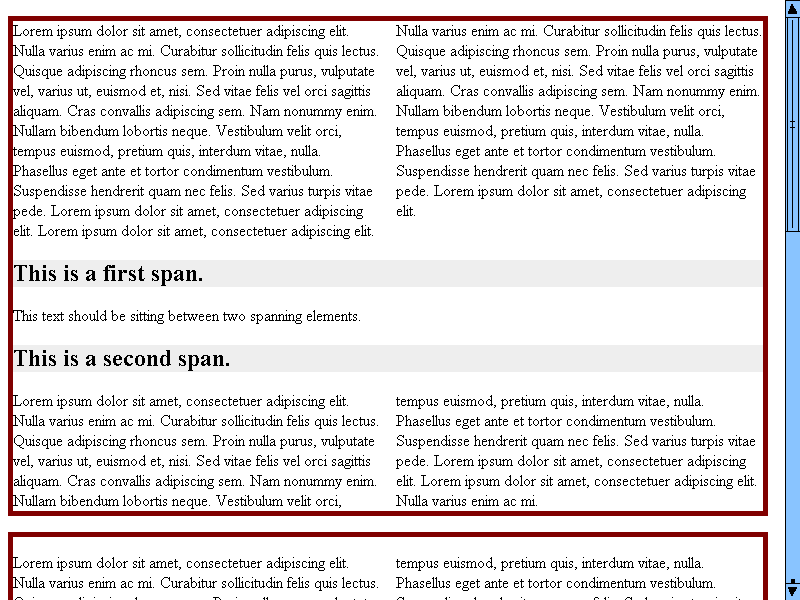 Lorem ipsum dolor sit amet, consectetuer adipiscing elit.
Nulla varius enim ac mi. Curabitur sollicitudin felis quis lectus.
Quisque adipiscing rhoncus sem. Proin nulla purus, vulputate
vel, varius ut, euismod et, nisi. Sed vitae felis vel orci sagittis
aliquam. Cras convallis adipiscing sem. Nam nonummy enim.
Nullam bibendum lobortis neque. Vestibulum velit orci,
tempus euismod, pretium quis, interdum vitae, nulla.
Phasellus eget ante et tortor condimentum vestibulum.
Suspendisse hendrerit quam nec felis. Sed varius turpis vitae
pede. Lorem ipsum dolor sit amet, consectetuer adipiscing
elit. Lorem ipsum dolor sit amet, consectetuer adipiscing elit.
Nulla varius enim ac mi. Curabitur sollicitudin felis quis lectus.
Quisque adipiscing rhoncus sem. Proin nulla purus, vulputate
vel, varius ut, euismod et, nisi. Sed vitae felis vel orci sagittis
aliquam. Cras convallis adipiscing sem. Nam nonummy enim.
Nullam bibendum lobortis neque. Vestibulum velit orci,
tempus euismod, pretium quis, interdum vitae, nulla.
Phasellus eget ante et tortor condimentum vestibulum.
Suspendisse hendrerit quam nec felis. Sed varius turpis vitae
pede. Lorem ipsum dolor sit amet, consectetuer adipiscing
elit.
This is a first span.
This text should be sitting between two spanning elements.
This is a second span.
Lorem ipsum dolor sit amet, consectetuer adipiscing elit.
Nulla varius enim ac mi. Curabitur sollicitudin felis quis lectus.
Quisque adipiscing rhoncus sem. Proin nulla purus, vulputate
vel, varius ut, euismod et, nisi. Sed vitae felis vel orci sagittis
aliquam. Cras convallis adipiscing sem. Nam nonummy enim.
Nullam bibendum lobortis neque. Vestibulum velit orci,
tempus euismod, pretium quis, interdum vitae, nulla.
Phasellus eget ante et tortor condimentum vestibulum.
Suspendisse hendrerit quam nec felis. Sed varius turpis vitae
pede. Lorem ipsum dolor sit amet, consectetuer adipiscing
elit. Lorem ipsum dolor sit amet, consectetuer adipiscing elit.
Nulla varius enim ac mi.
Lorem ipsum dolor sit amet, consectetuer adipiscing elit.
Nulla varius enim ac mi. Curabitur sollicitudin felis quis lectus.
tempus euismod, pretium quis, interdum vitae, nulla.
Phasellus eget ante et tortor condimentum vestibulum.